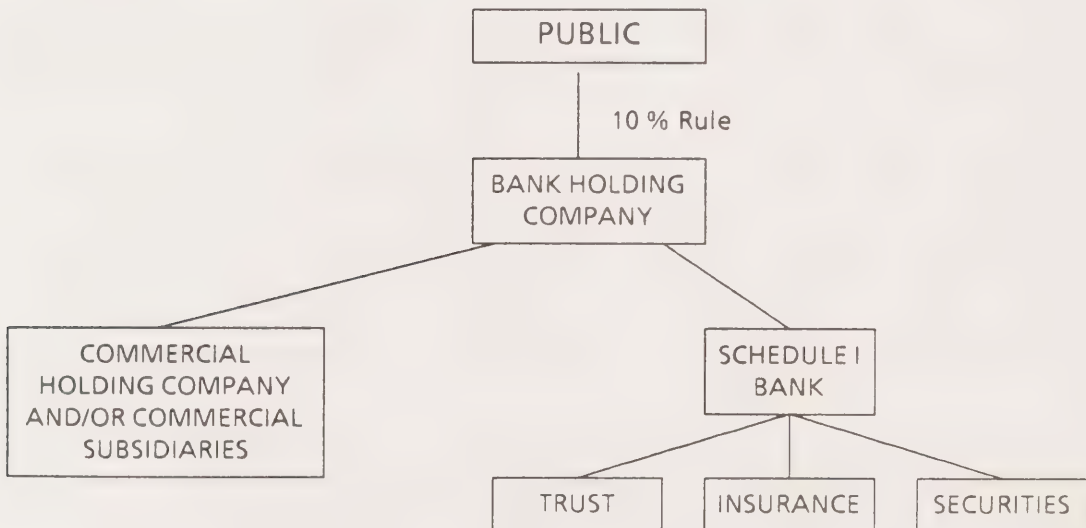 PUBLIC
10 % Rule
BANK HOLDING
COMPANY
COMMERCIAL
HOLDING COMPANY
AND/OR COMMERCIAL
SUBSIDIARIES
SCHEDULE I
BANK
TRUST
INSURANCE
SECURITIES